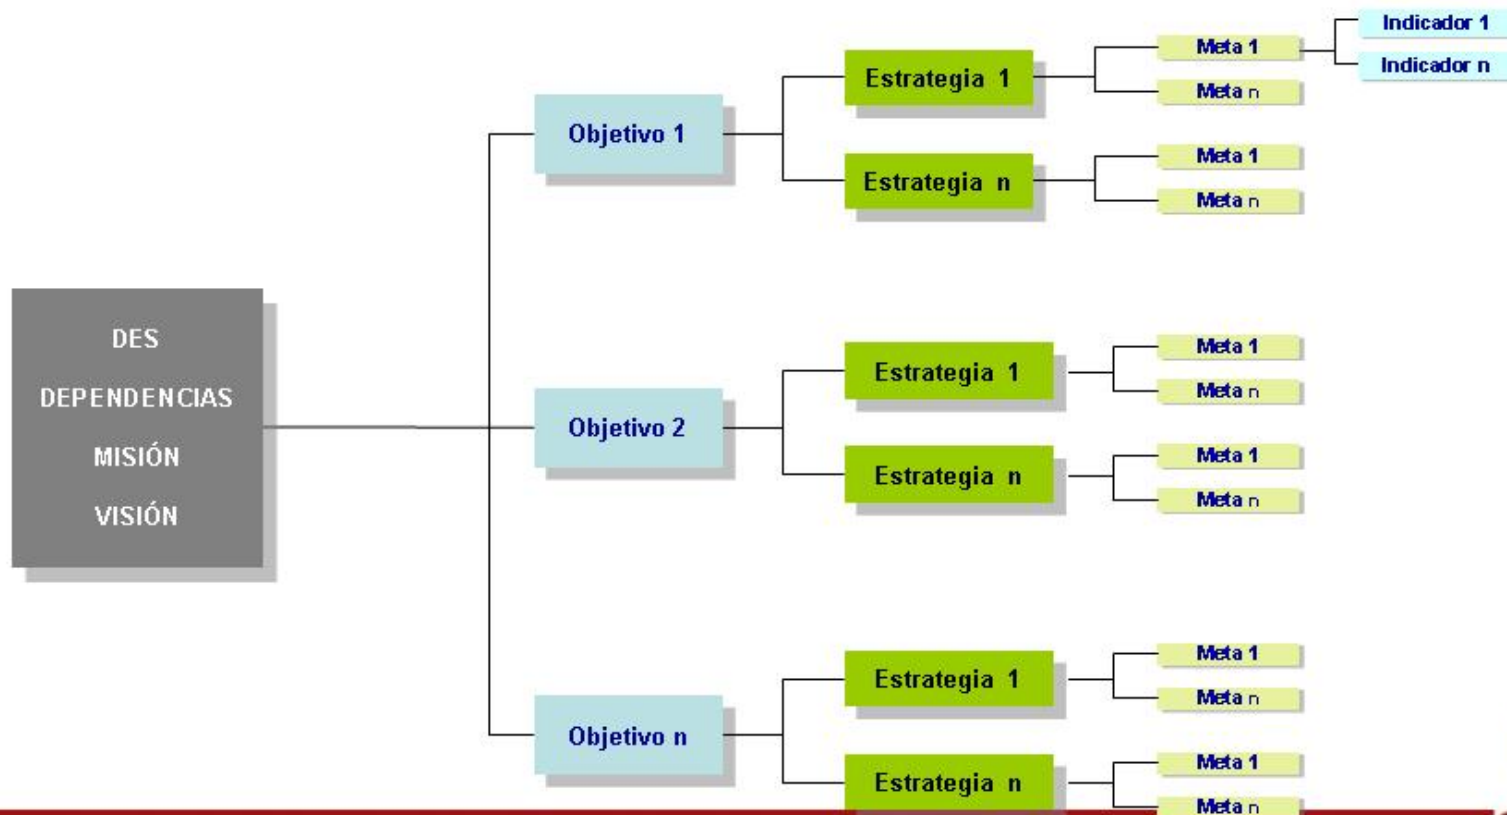 DES
DEPENDENCIAS
MISIÓN
VISIÓN
Objetivo 1
Estrategia 1
Meta 1
Indicador 1
Indicador n
Meta n
Estrategia n
Meta 1
Meta n
Objetivo 2
Estrategia 1
Meta 1
Meta n
Estrategia n
Meta 1
Meta n
Objetivo n
Estrategia 1
Meta 1
Meta n
Estrategia n
Meta 1
Meta n